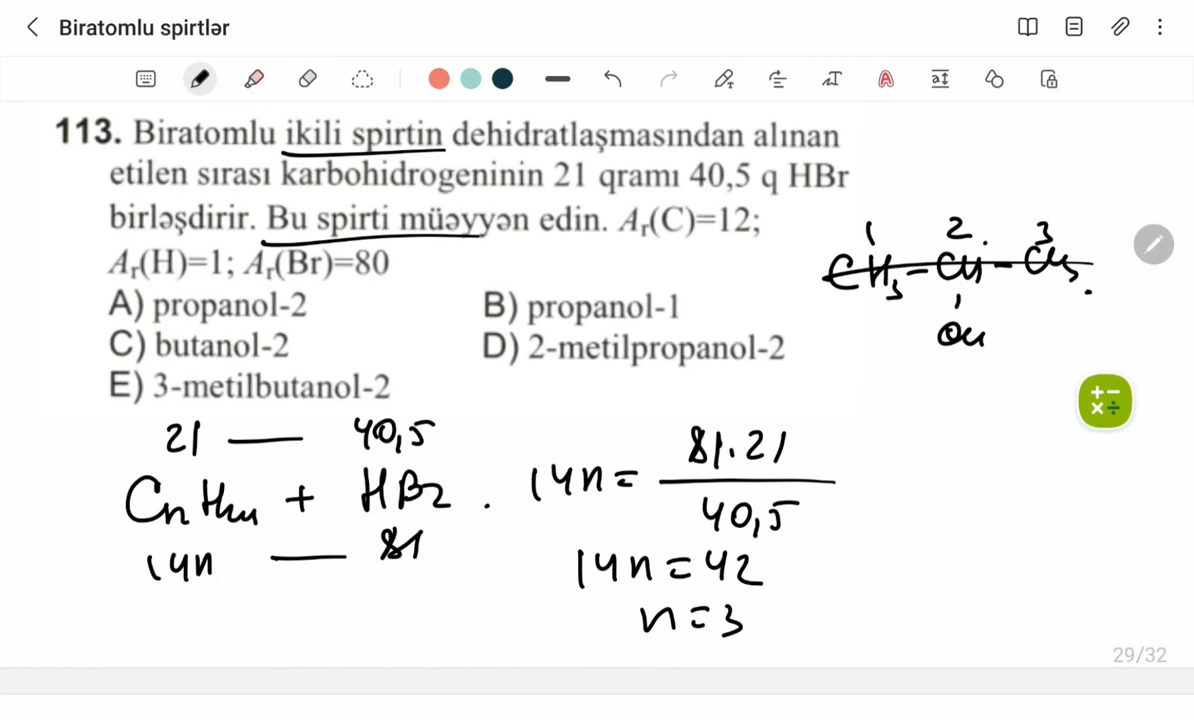 Biratomlu spirtlər
113. Biratomlu ikili spirtin dehidratlaşmasından alınan
etilen sırası karbohidrogeninin 21 qramı 40,5 q HBr
birləşdirir. Bu spirti müəyyən edin. Ar(C)=12;
Ar(H)=1; Ar(Br)=80
A) propanol-2 B) propanol-1
C) butanol-2 D) 2-metilpropanol-2
E) 3-metilbutanol-2
1 2 3
CH3-CH-CH3
OH
21 — 40,5
CnH2n + HBr
14n — 81
14n = 81.21
40,5
14n = 42
n = 3
29/32